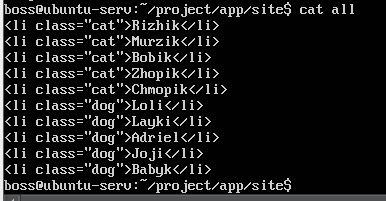 boss@ubuntu-serv:~/project/app/site$ cat all
<li class="cat">Rizhik</li>
<li class="cat">Murzik</li>
<li class="cat">Bobik</li>
<li class="cat">Zhopik</li>
<li class="cat">Chmopik</li>
<li class="dog">Loli</li>
<li class="dog">Layki</li>
<li class="dog">Adriel</li>
<li class="dog">Joji</li>
<li class="dog">Babyk</li>
boss@ubuntu-serv:~/project/app/site$